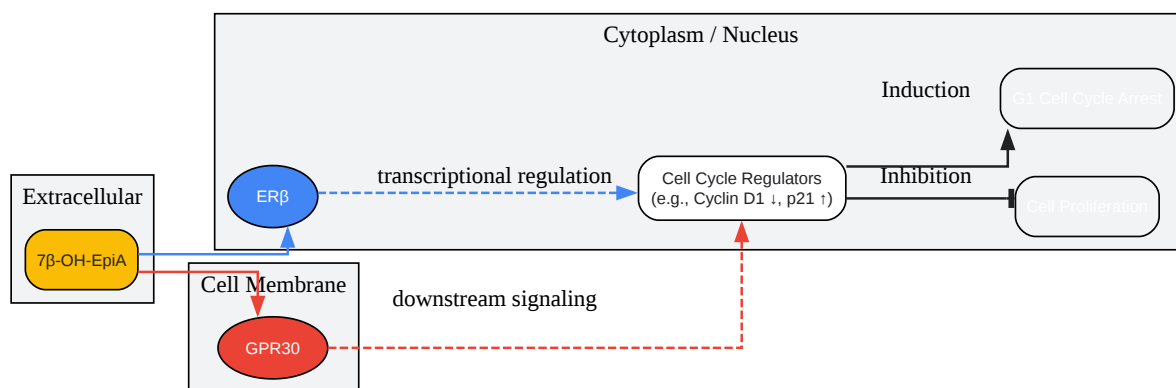 Cytoplasm / Nucleus
Induction
G1 Cell Cycle Arrest
transcriptional regulation
Cell Cycle Regulators
(e.g., Cyclin D1 ↓, p21 ↑)
Inhibition
Cell Proliferation
ERβ
Extracellular
7β-OH-EpiA
Cell Membrane
downstream signaling
GPR30